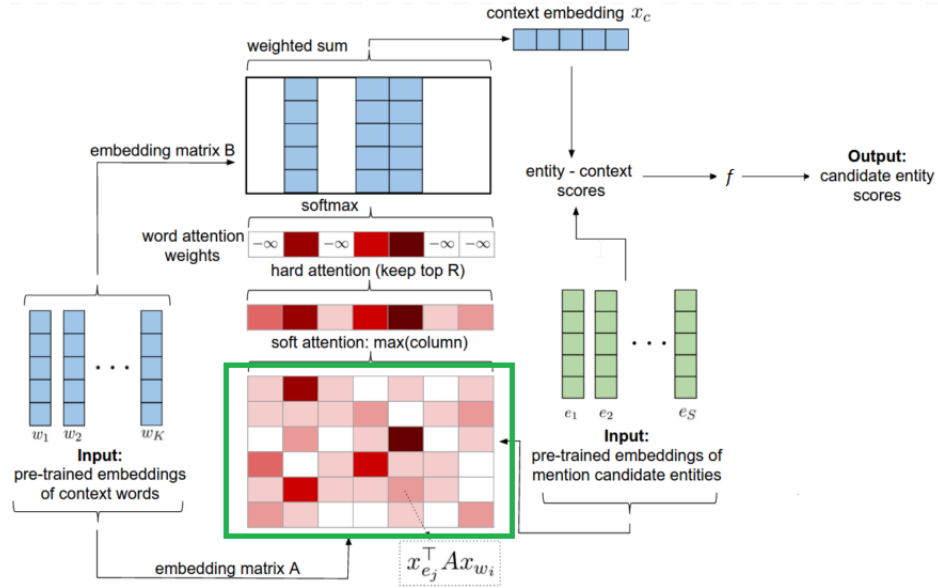 context embedding x_c
weighted sum
embedding matrix B
entity - context
scores
f
Output:
candidate entity
scores
softmax
word attention
weights
−∞ −∞ −∞ −∞
hard attention (keep top R)
soft attention: max(column)
w_1 w_2 ... w_K
Input:
pre-trained embeddings
of context words
e_1 e_2 ... e_S
Input:
pre-trained embeddings of
mention candidate entities
x_{e_j}^⊤ A x_{w_i}
embedding matrix A